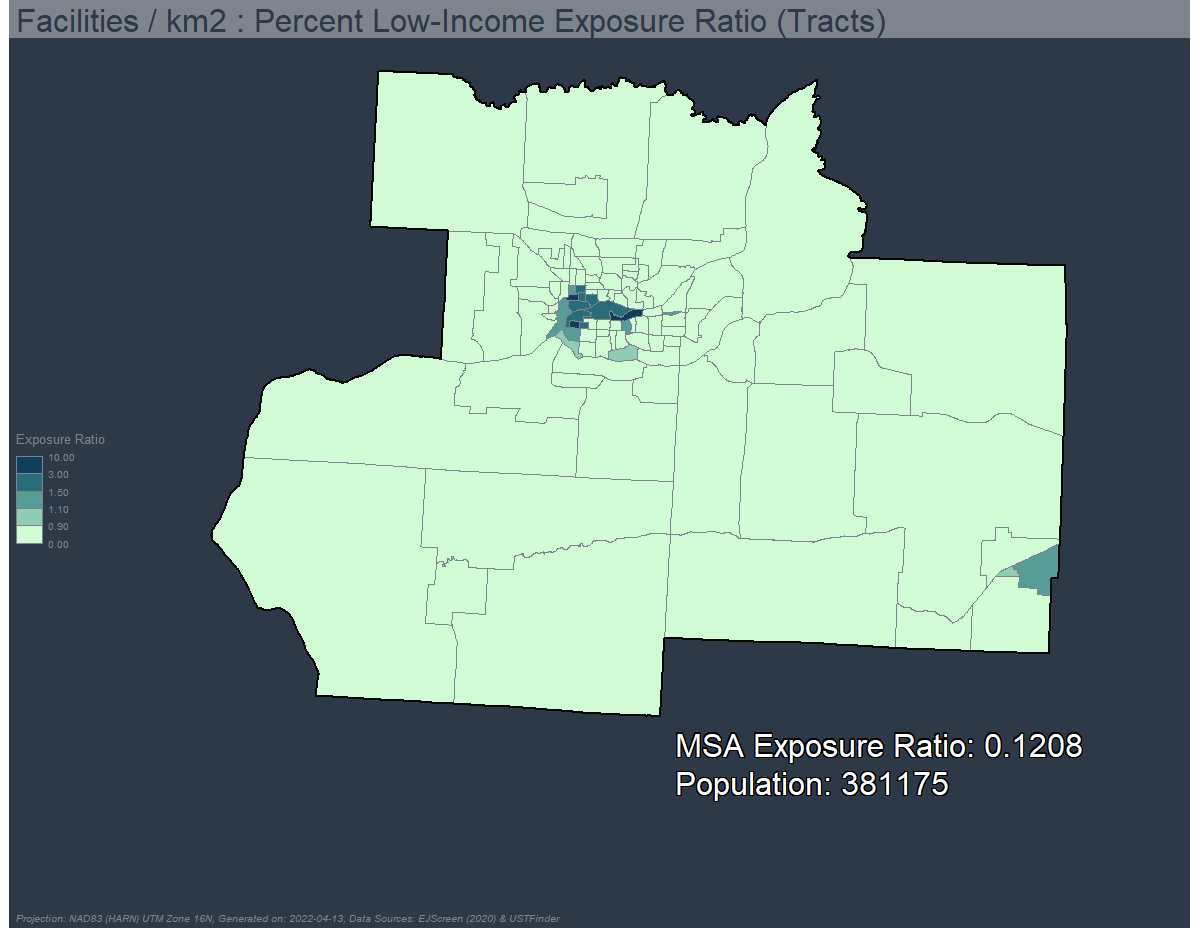 Facilities / km2 : Percent Low-Income Exposure Ratio (Tracts)
Exposure Ratio
10.00
3.00
1.50
1.10
0.90
0.00
MSA Exposure Ratio: 0.1208
Population: 381175
Projection: NAD83 (HARN) UTM Zone 16N, Generated on: 2022-04-13, Data Sources: EJScreen (2020) & USTFinder